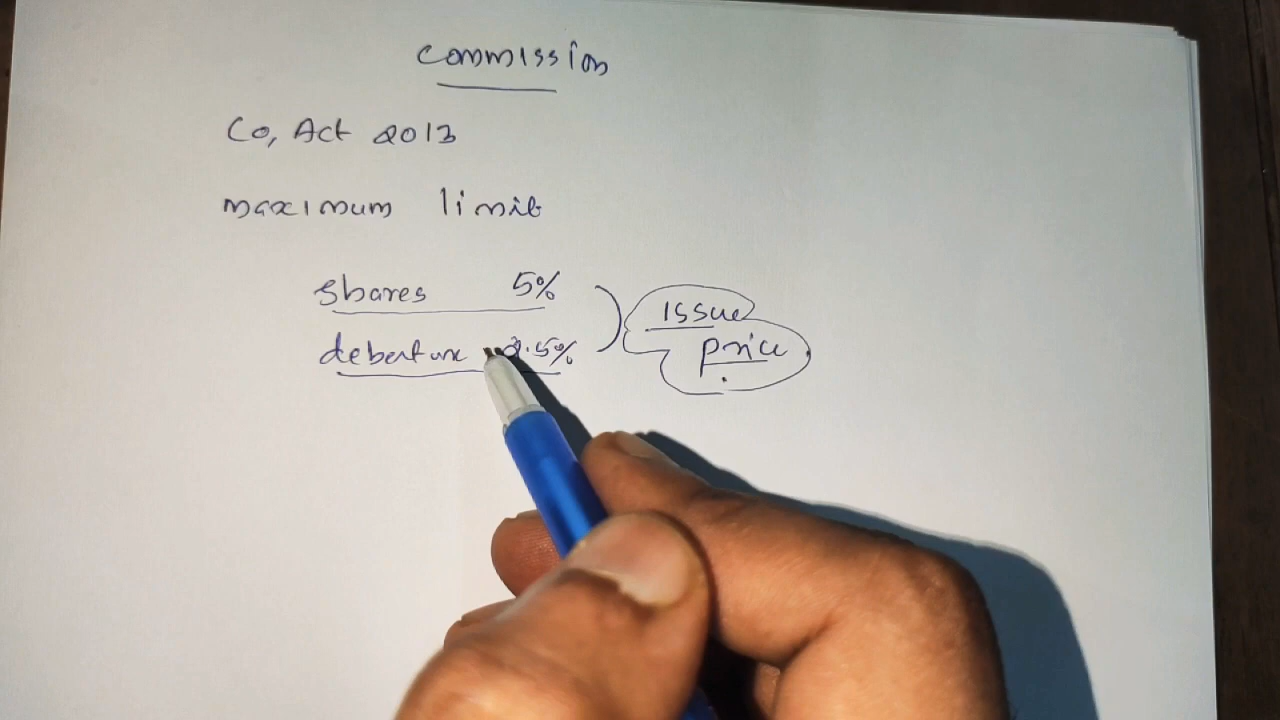 Commission
Co, Act 2013
maximum limit
shares 5%
debenture 2.5%
issue
price